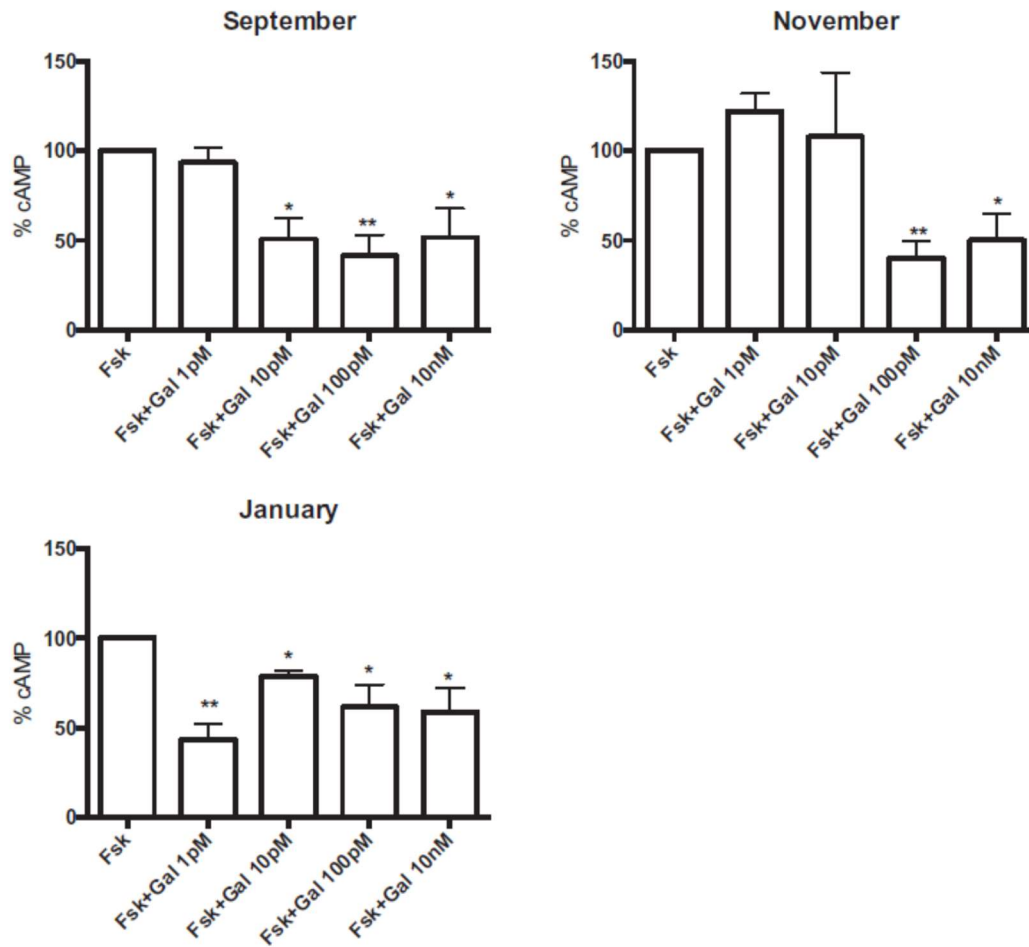 September
150
100
50
0
% cAMP
**
*
*
Fsk
Fsk+Gal 1pM
Fsk+Gal 10pM
Fsk+Gal 100pM
Fsk+Gal 10nM
November
150
100
50
0
% cAMP
**
*
Fsk
Fsk+Gal 1pM
Fsk+Gal 10pM
Fsk+Gal 100pM
Fsk+Gal 10nM
January
150
100
50
0
% cAMP
**
*
*
*
Fsk
Fsk+Gal 1pM
Fsk+Gal 10pM
Fsk+Gal 100pM
Fsk+Gal 10nM